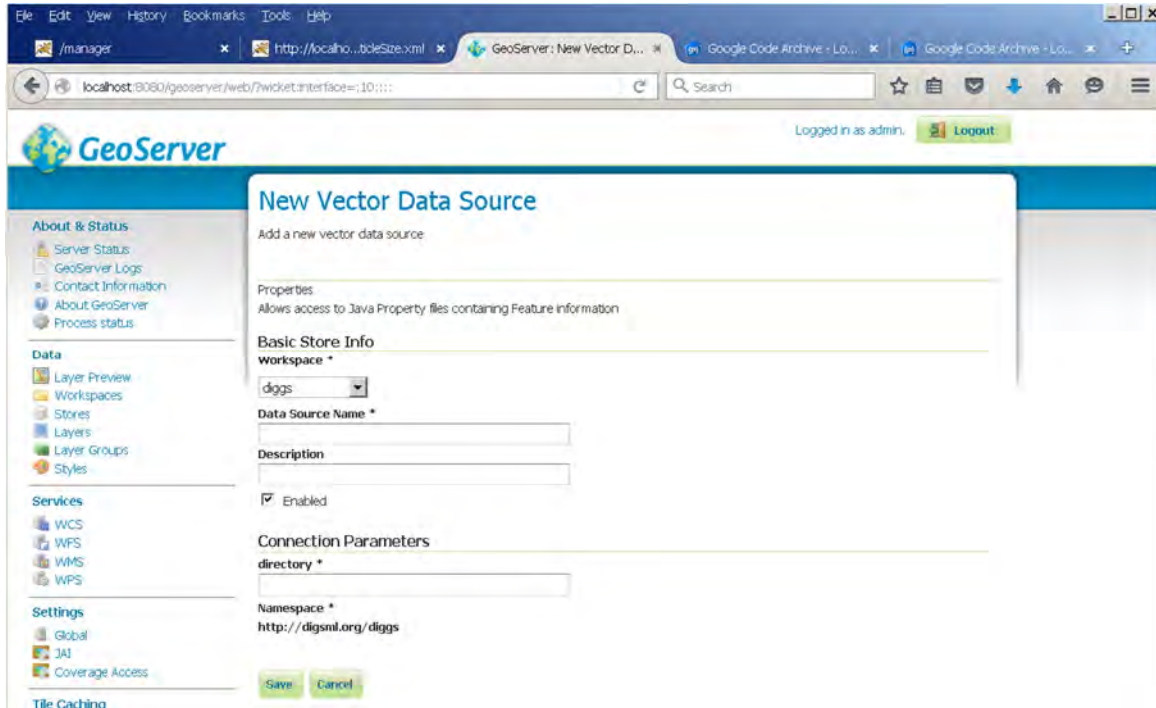 File Edit View History Bookmarks Tools Help
/manager
http://localho...ticleSize.xml
GeoServer: New Vector D...
Google Code Archive - Lo...
Google Code Archive - Lo...
localhost:8080/geoserver/web/?wicket:interface=:10::::
Search
GeoServer
Logged in as admin.
Logout
New Vector Data Source
Add a new vector data source
Properties
Allows access to Java Property files containing Feature information
Basic Store Info
Workspace *
diggs
Data Source Name *
Description
Enabled
Connection Parameters
directory *
Namespace *
http://digsml.org/diggs
Save
Cancel
About & Status
Server Status
GeoServer Logs
Contact Information
About GeoServer
Process status
Data
Layer Preview
Workspaces
Stores
Layers
Layer Groups
Styles
Services
WCS
WFS
WMS
WPS
Settings
Global
JAI
Coverage Access
Tile Caching